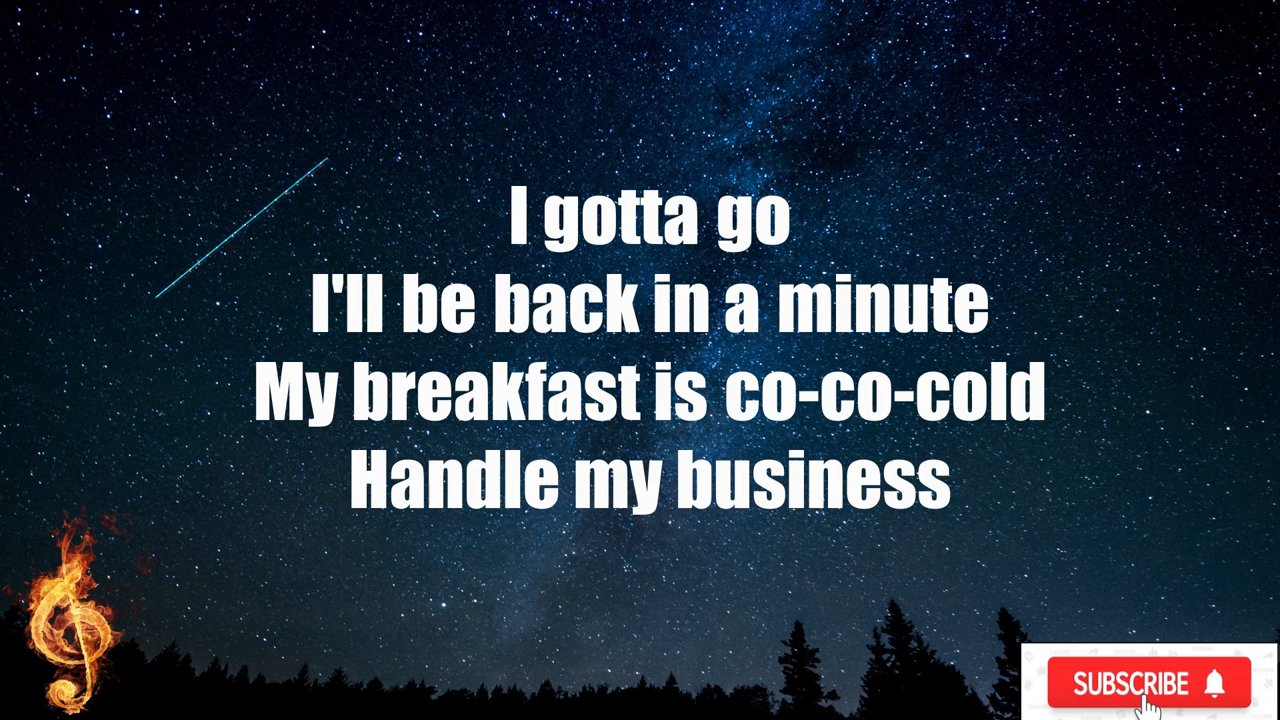 I gotta go
I'll be back in a minute
My breakfast is co-co-cold
Handle my business
SUBSCRIBE